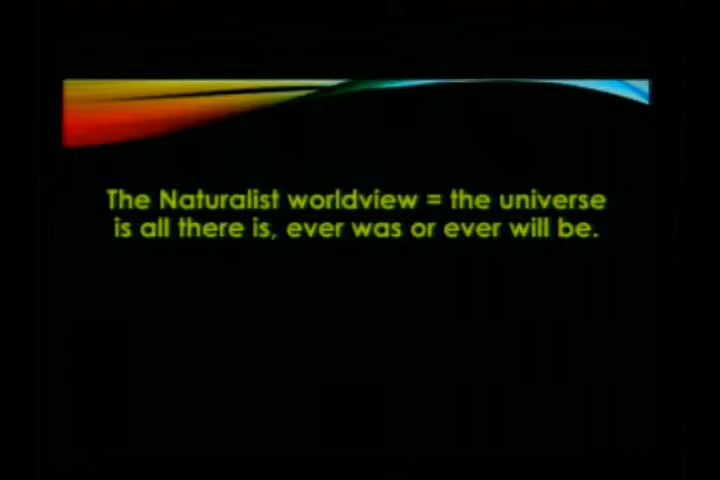 The Naturalist worldview = the universe
is all there is, ever was or ever will be.